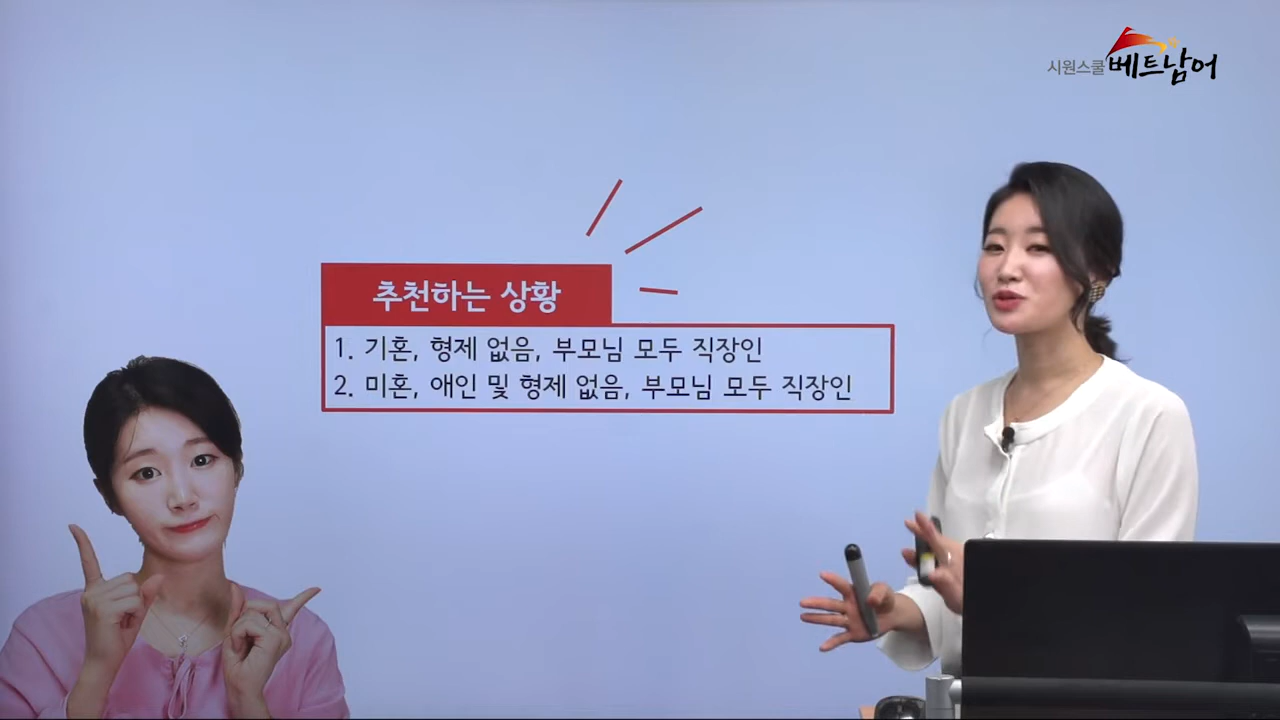 시원스쿨 베트남어
추천하는 상황
1. 기혼, 형제 없음, 부모님 모두 직장인
2. 미혼, 애인 및 형제 없음, 부모님 모두 직장인